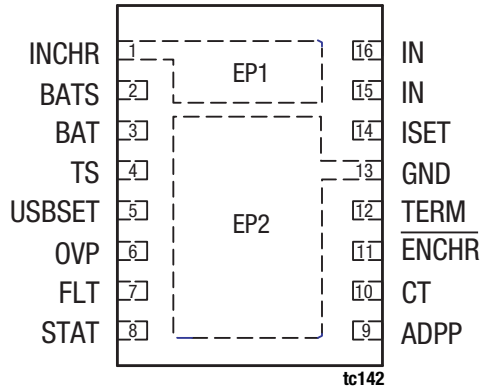 INCHR 1 EP1 16 IN
BATS 2 15 IN
BAT 3 14 ISET
TS 4 13 GND
USBSET 5 EP2 12 TERM
OVP 6 11 ENCHR
FLT 7 10 CT
STAT 8 9 ADPP
tc142